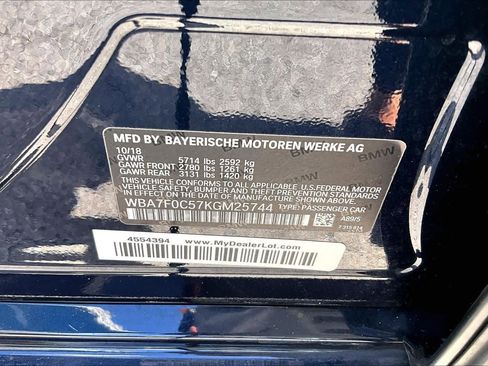 MFD BY BAYERISCHE MOTOREN WERKE AG
10/18
GVWR 5714 lbs 2592 kg
GAWR FRONT 2780 lbs 1261 kg
GAWR REAR 3131 lbs 1420 kg
THIS VEHICLE CONFORMS TO ALL APPLICABLE U.S. FEDERAL MOTOR
VEHICLE SAFETY, BUMPER, AND THEFT PREVENTION STANDARDS
IN EFFECT ON THE DATE OF MANUFACTURE SHOWN ABOVE.
WBA7F0C57KGM25744 TYPE: PASSENGER CAR
A89/5
4554394 www.MyDealerLot.com
BMW
BMW